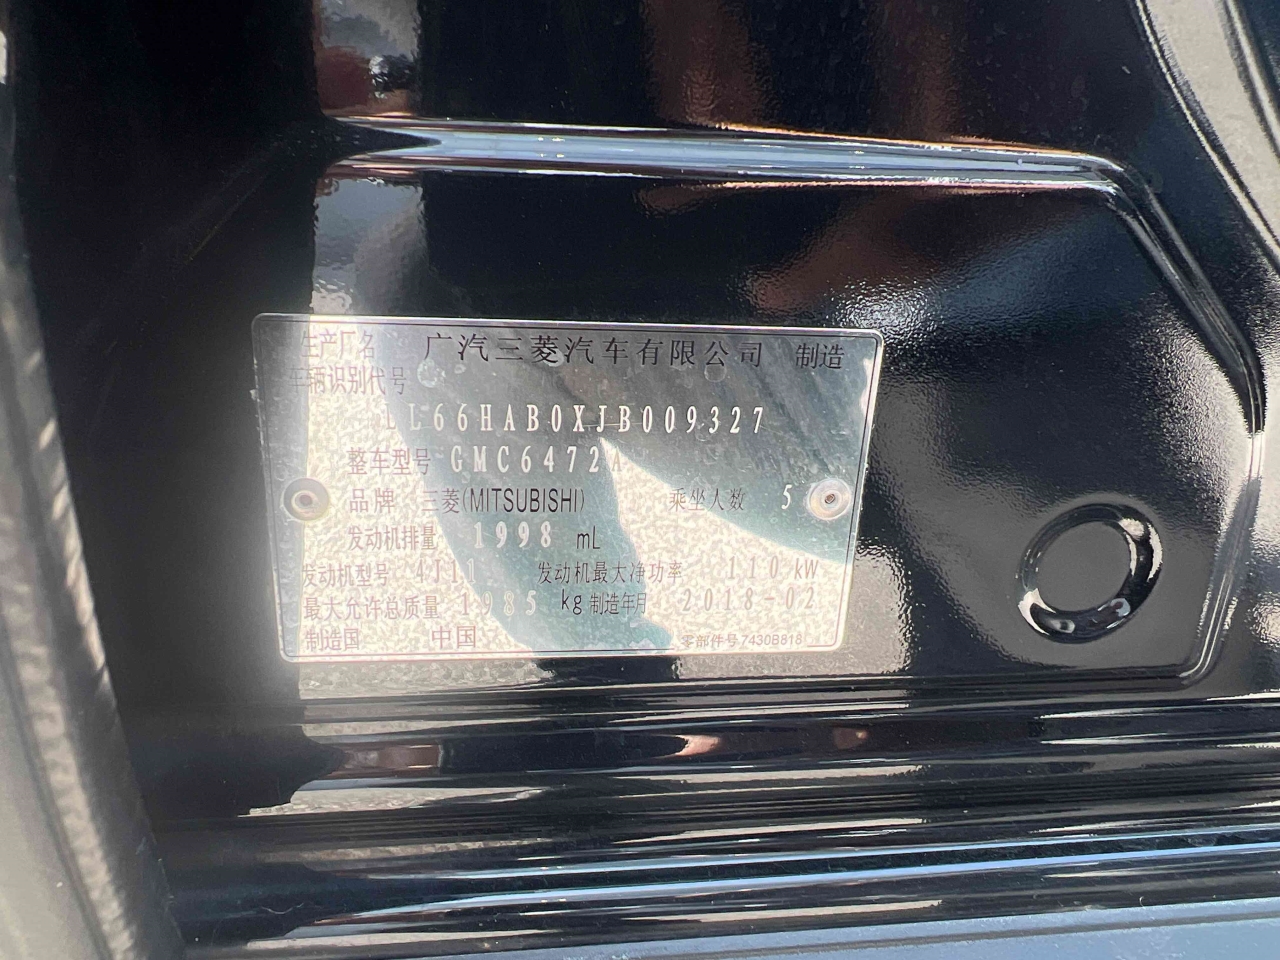 生产厂名 广汽三菱汽车有限公司 制造
车辆识别代号
LL66HAB0XJB009327
整车型号 GMC6472A
品牌 三菱(MITSUBISHI) 乘坐人数 5
发动机排量 1998 mL
发动机型号 4J11 发动机最大净功率 110 kW
最大允许总质量 1985 kg 制造年月 2018-02
制造国 中国 零部件号 7430B818